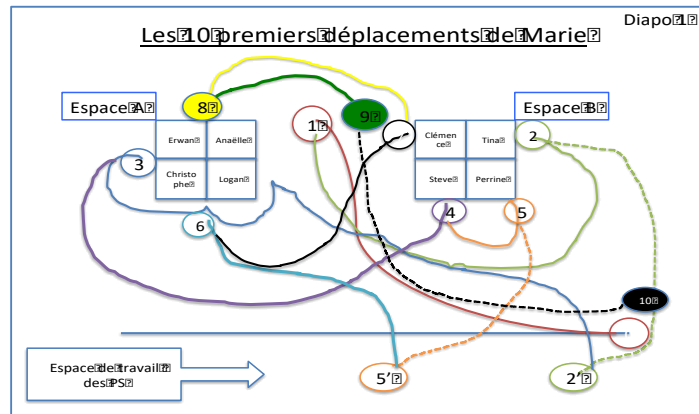 Diapo 1
Les 10 premiers déplacements de Marie
Espace A
8
9
1
Espace B
2
Erwan
Anaëlle
Clémen
ce
Tina
3
Christo
phe
Logan
Steve
Perrine
6
4
5
10
Espace de travail
des PS
5'
2'